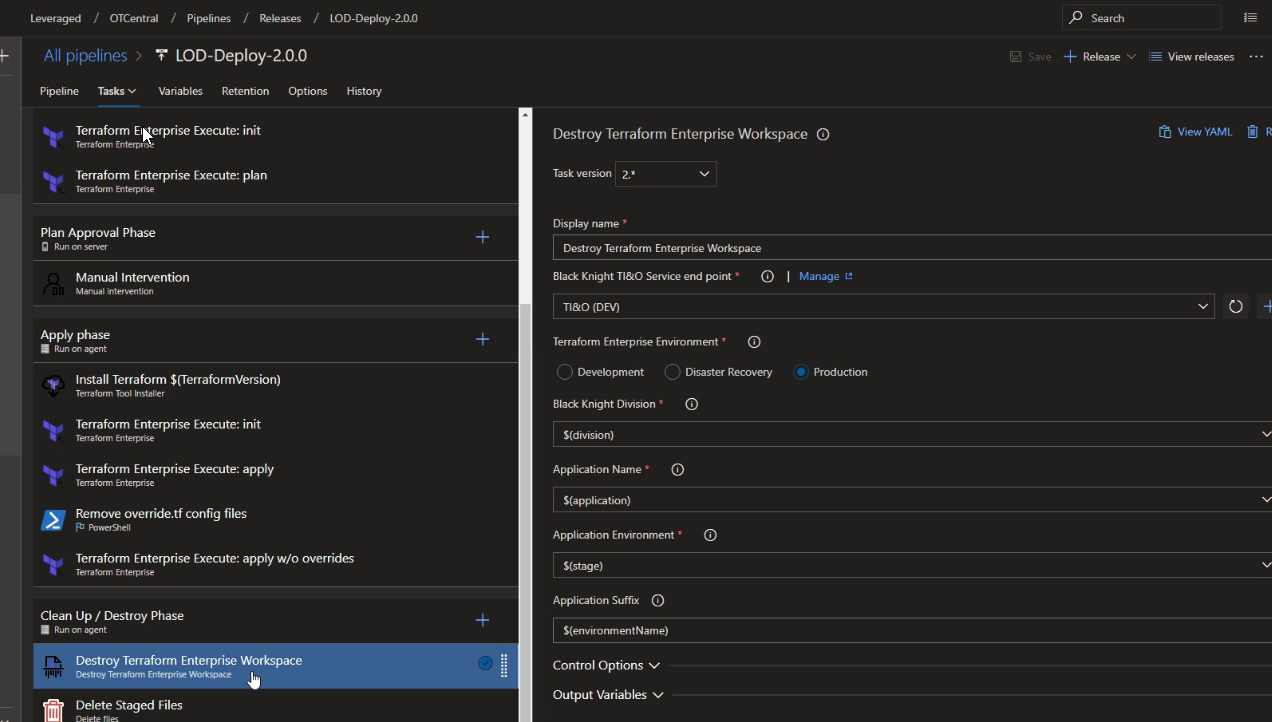 Leveraged / OTCentral / Pipelines / Releases / LOD-Deploy-2.0.0
Search
All pipelines > LOD-Deploy-2.0.0
Save Release View releases ...
Pipeline Tasks Variables Retention Options History
Terraform Enterprise Execute: init
Terraform Enterprise
Terraform Enterprise Execute: plan
Terraform Enterprise
Plan Approval Phase
Run on server
Manual Intervention
Manual intervention
Apply phase
Run on agent
Install Terraform $(TerraformVersion)
Terraform Tool Installer
Terraform Enterprise Execute: init
Terraform Enterprise
Terraform Enterprise Execute: apply
Terraform Enterprise
Remove override.tf config files
PowerShell
Terraform Enterprise Execute: apply w/o overrides
Terraform Enterprise
Clean Up / Destroy Phase
Run on agent
Destroy Terraform Enterprise Workspace
Destroy Terraform Enterprise Workspace
Delete Staged Files
Delete files
Destroy Terraform Enterprise Workspace
View YAML
Task version 2.*
Display name *
Destroy Terraform Enterprise Workspace
Black Knight TI&O Service end point * | Manage
TI&O (DEV)
Terraform Enterprise Environment *
Development Disaster Recovery Production
Black Knight Division *
$(division)
Application Name *
$(application)
Application Environment *
$(stage)
Application Suffix
$(environmentName)
Control Options
Output Variables